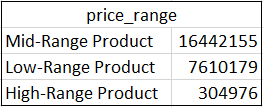 price_range
Mid-Range Product 16442155
Low-Range Product 7610179
High-Range Product 304976